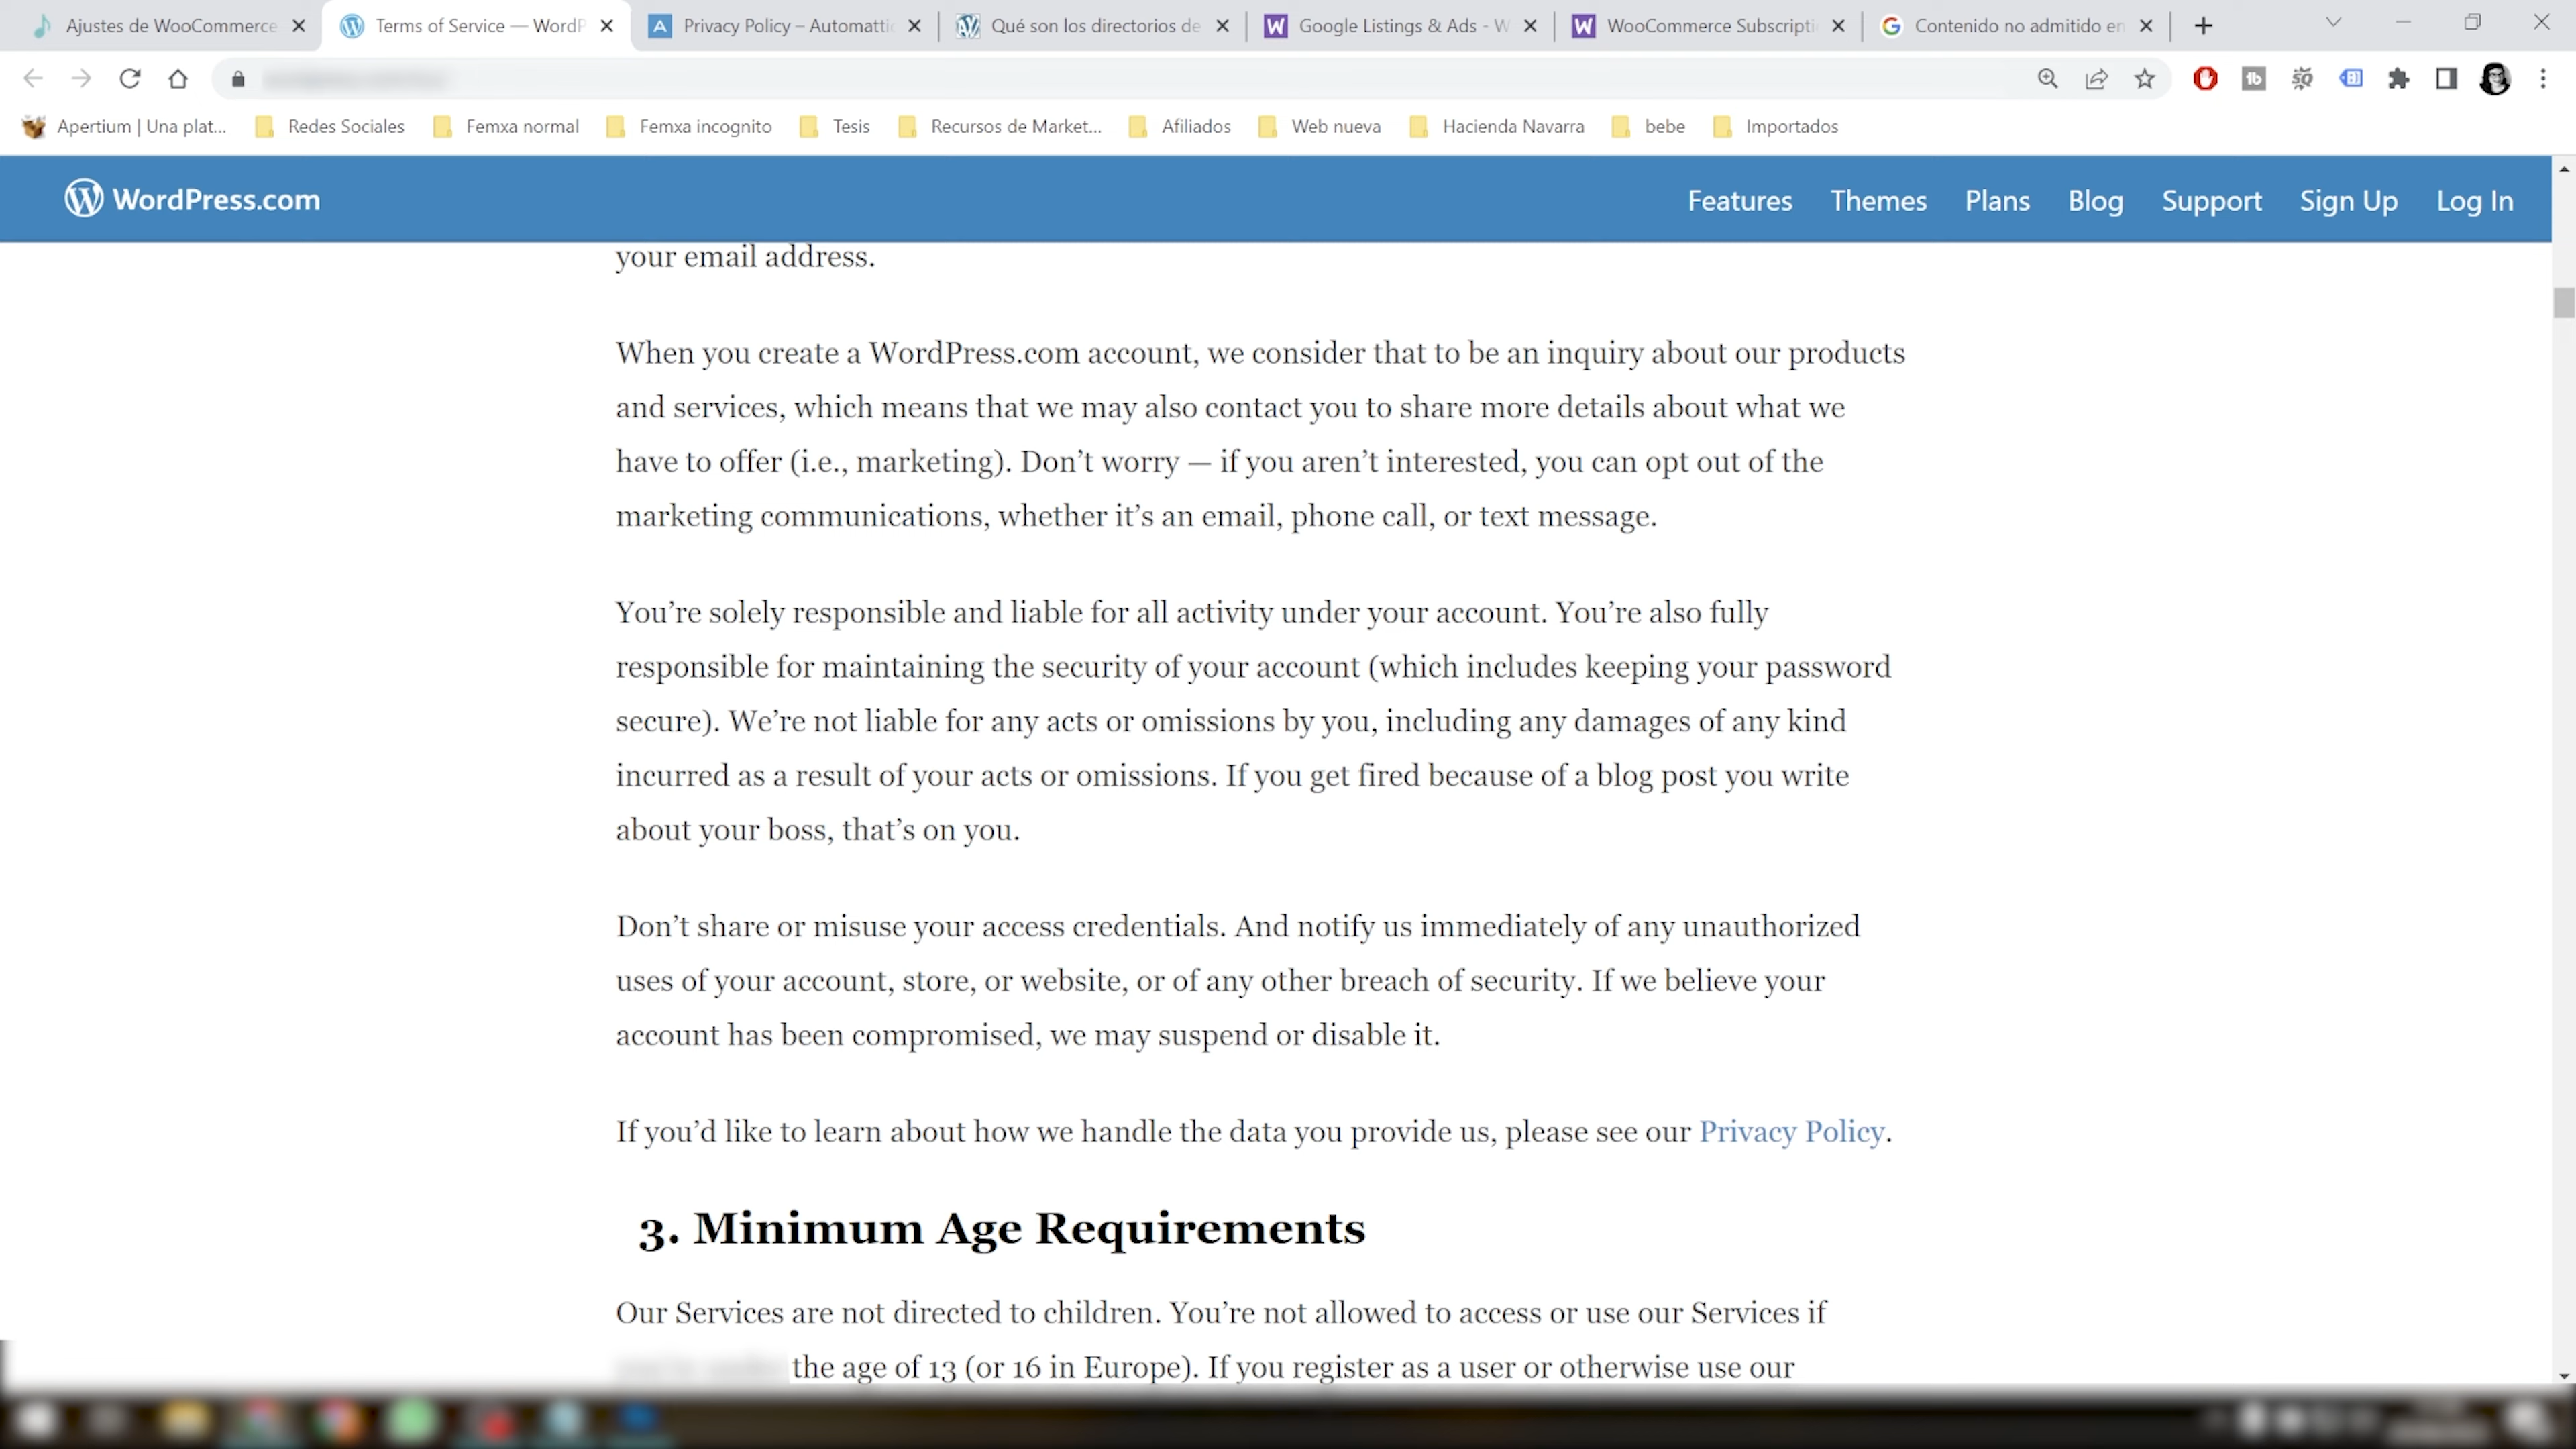 Ajustes de WooCommerce
Terms of Service — WordP
Privacy Policy – Automattic
Qué son los directorios de
Google Listings & Ads - W
WooCommerce Subscripti
Contenido no admitido en
Apertium | Una plat...
Redes Sociales
Femxa normal
Femxa incognito
Tesis
Recursos de Market...
Afiliados
Web nueva
Hacienda Navarra
bebe
Importados
WordPress.com
Features
Themes
Plans
Blog
Support
Sign Up
Log In
your email address.
When you create a WordPress.com account, we consider that to be an inquiry about our products
and services, which means that we may also contact you to share more details about what we
have to offer (i.e., marketing). Don’t worry — if you aren’t interested, you can opt out of the
marketing communications, whether it’s an email, phone call, or text message.
You’re solely responsible and liable for all activity under your account. You’re also fully
responsible for maintaining the security of your account (which includes keeping your password
secure). We’re not liable for any acts or omissions by you, including any damages of any kind
incurred as a result of your acts or omissions. If you get fired because of a blog post you write
about your boss, that’s on you.
Don’t share or misuse your access credentials. And notify us immediately of any unauthorized
uses of your account, store, or website, or of any other breach of security. If we believe your
account has been compromised, we may suspend or disable it.
If you’d like to learn about how we handle the data you provide us, please see our Privacy Policy.
3. Minimum Age Requirements
Our Services are not directed to children. You’re not allowed to access or use our Services if
the age of 13 (or 16 in Europe). If you register as a user or otherwise use our